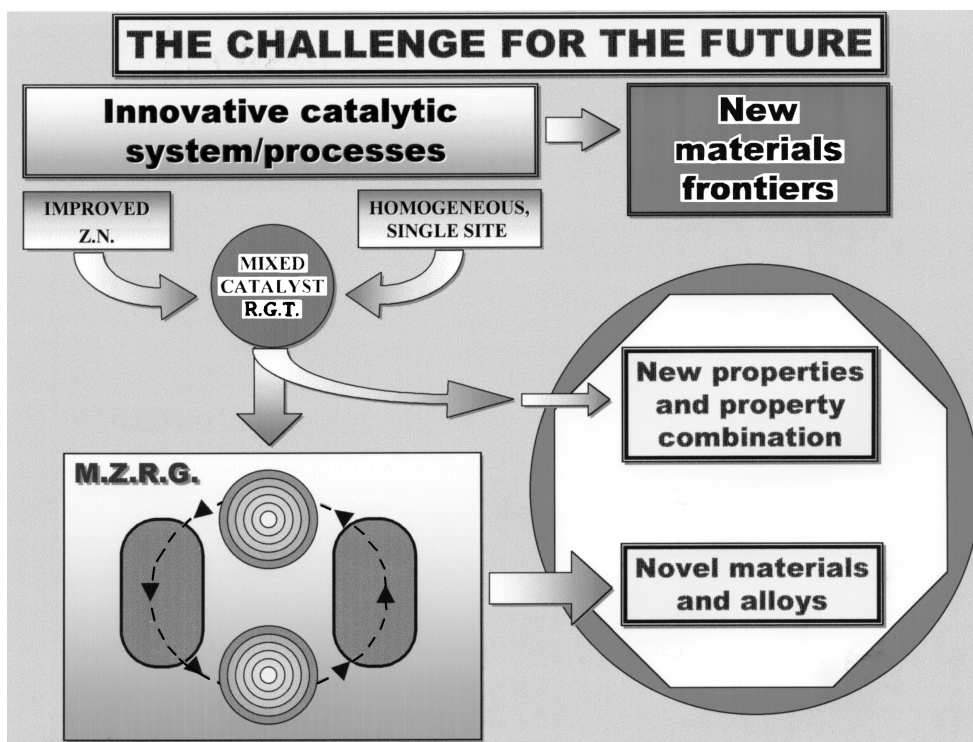 THE CHALLENGE FOR THE FUTURE
Innovative catalytic
system/processes
New
materials
frontiers
IMPROVED
Z.N.
HOMOGENEOUS,
SINGLE SITE
MIXED
CATALYST
R.G.T.
New properties
and property
combination
M.Z.R.G.
Novel materials
and alloys